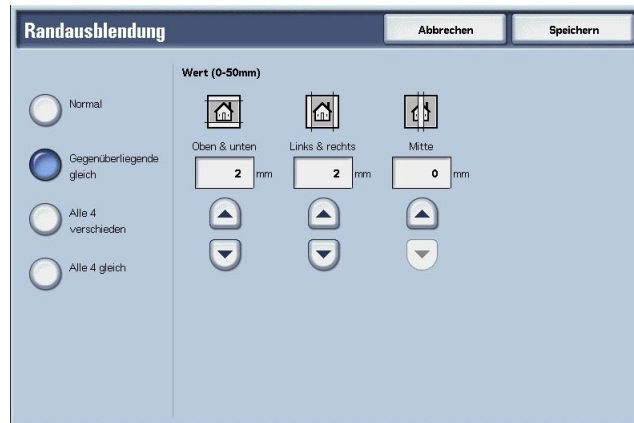 Randausblendung
Abbrechen
Speichern
Wert (0-50mm)
Normal
Gegenüberliegende
gleich
Alle 4
verschieden
Alle 4 gleich
Oben & unten
Links & rechts
Mitte
2 mm
2 mm
0 mm